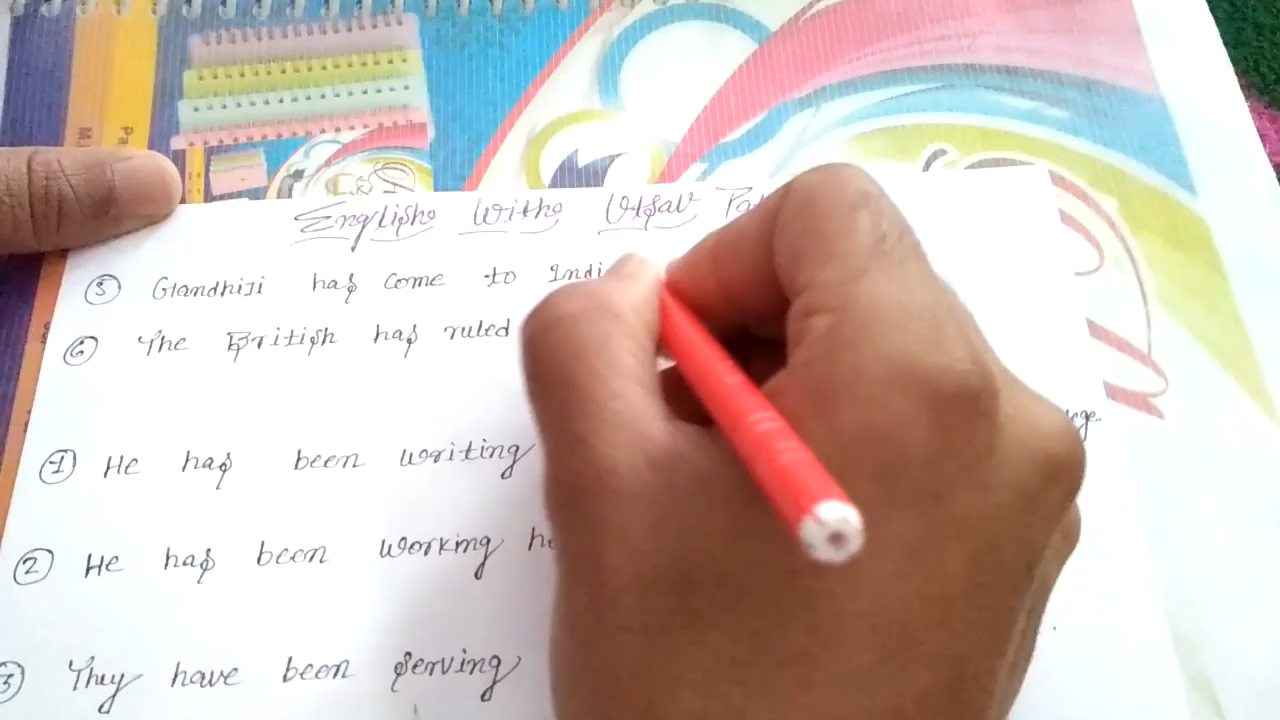 English with Utsav
(5) Gandhiji has come to Indi
(6) The British has ruled
(1) He has been writing
(2) He has been working
(3) They have been serving